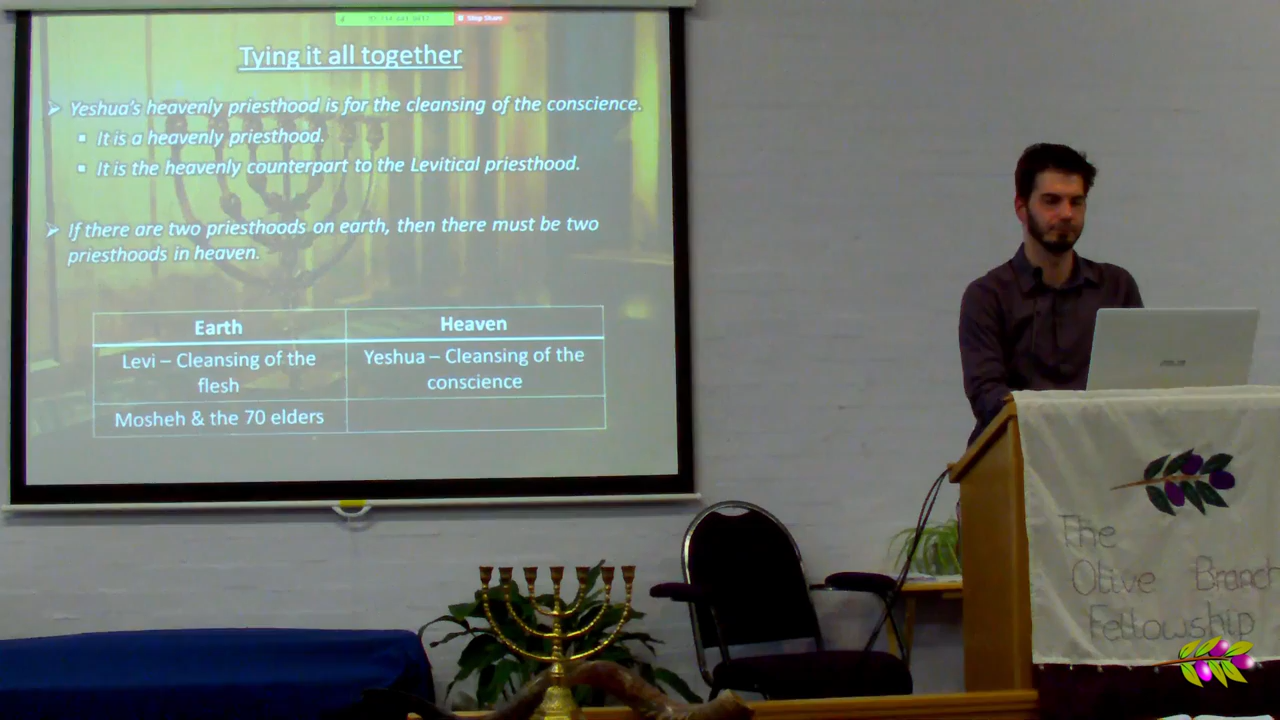 Stop Share
Tying it all together
Yeshua's heavenly priesthood is for the cleansing of the conscience.
It is a heavenly priesthood.
It is the heavenly counterpart to the Levitical priesthood.
If there are two priesthoods on earth, then there must be two
priesthoods in heaven.
Earth Heaven
Levi – Cleansing of the
flesh
Yeshua – Cleansing of the
conscience
Mosheh & the 70 elders
The
Olive Branch
Fellowship